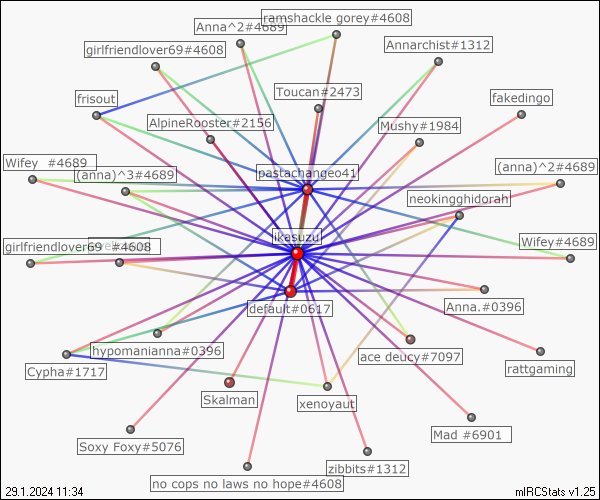 ramshackle gorey#4608
Anna^2#4689
girlfriendlover69#4608
Annarchist#1312
Toucan#2473
frisout
fakedingo
AlpineRooster#2156
Mushy#1984
Wifey #4689
(anna)^3#4689
pastachangeo41
(anna)^2#4689
neokingghidorah
ikasuzu
Wifey#4689
girlfriendlover69 #4608
default#0617
Anna.#0396
hypomanianna#0396
ace deucy#7097
rattgaming
Cypha#1717
Skalman
xenoyaut
Mad #6901
Soxy Foxy#5076
zibbits#1312
no cops no laws no hope#4608
29.1.2024 11:34
mIRCStats v1.25